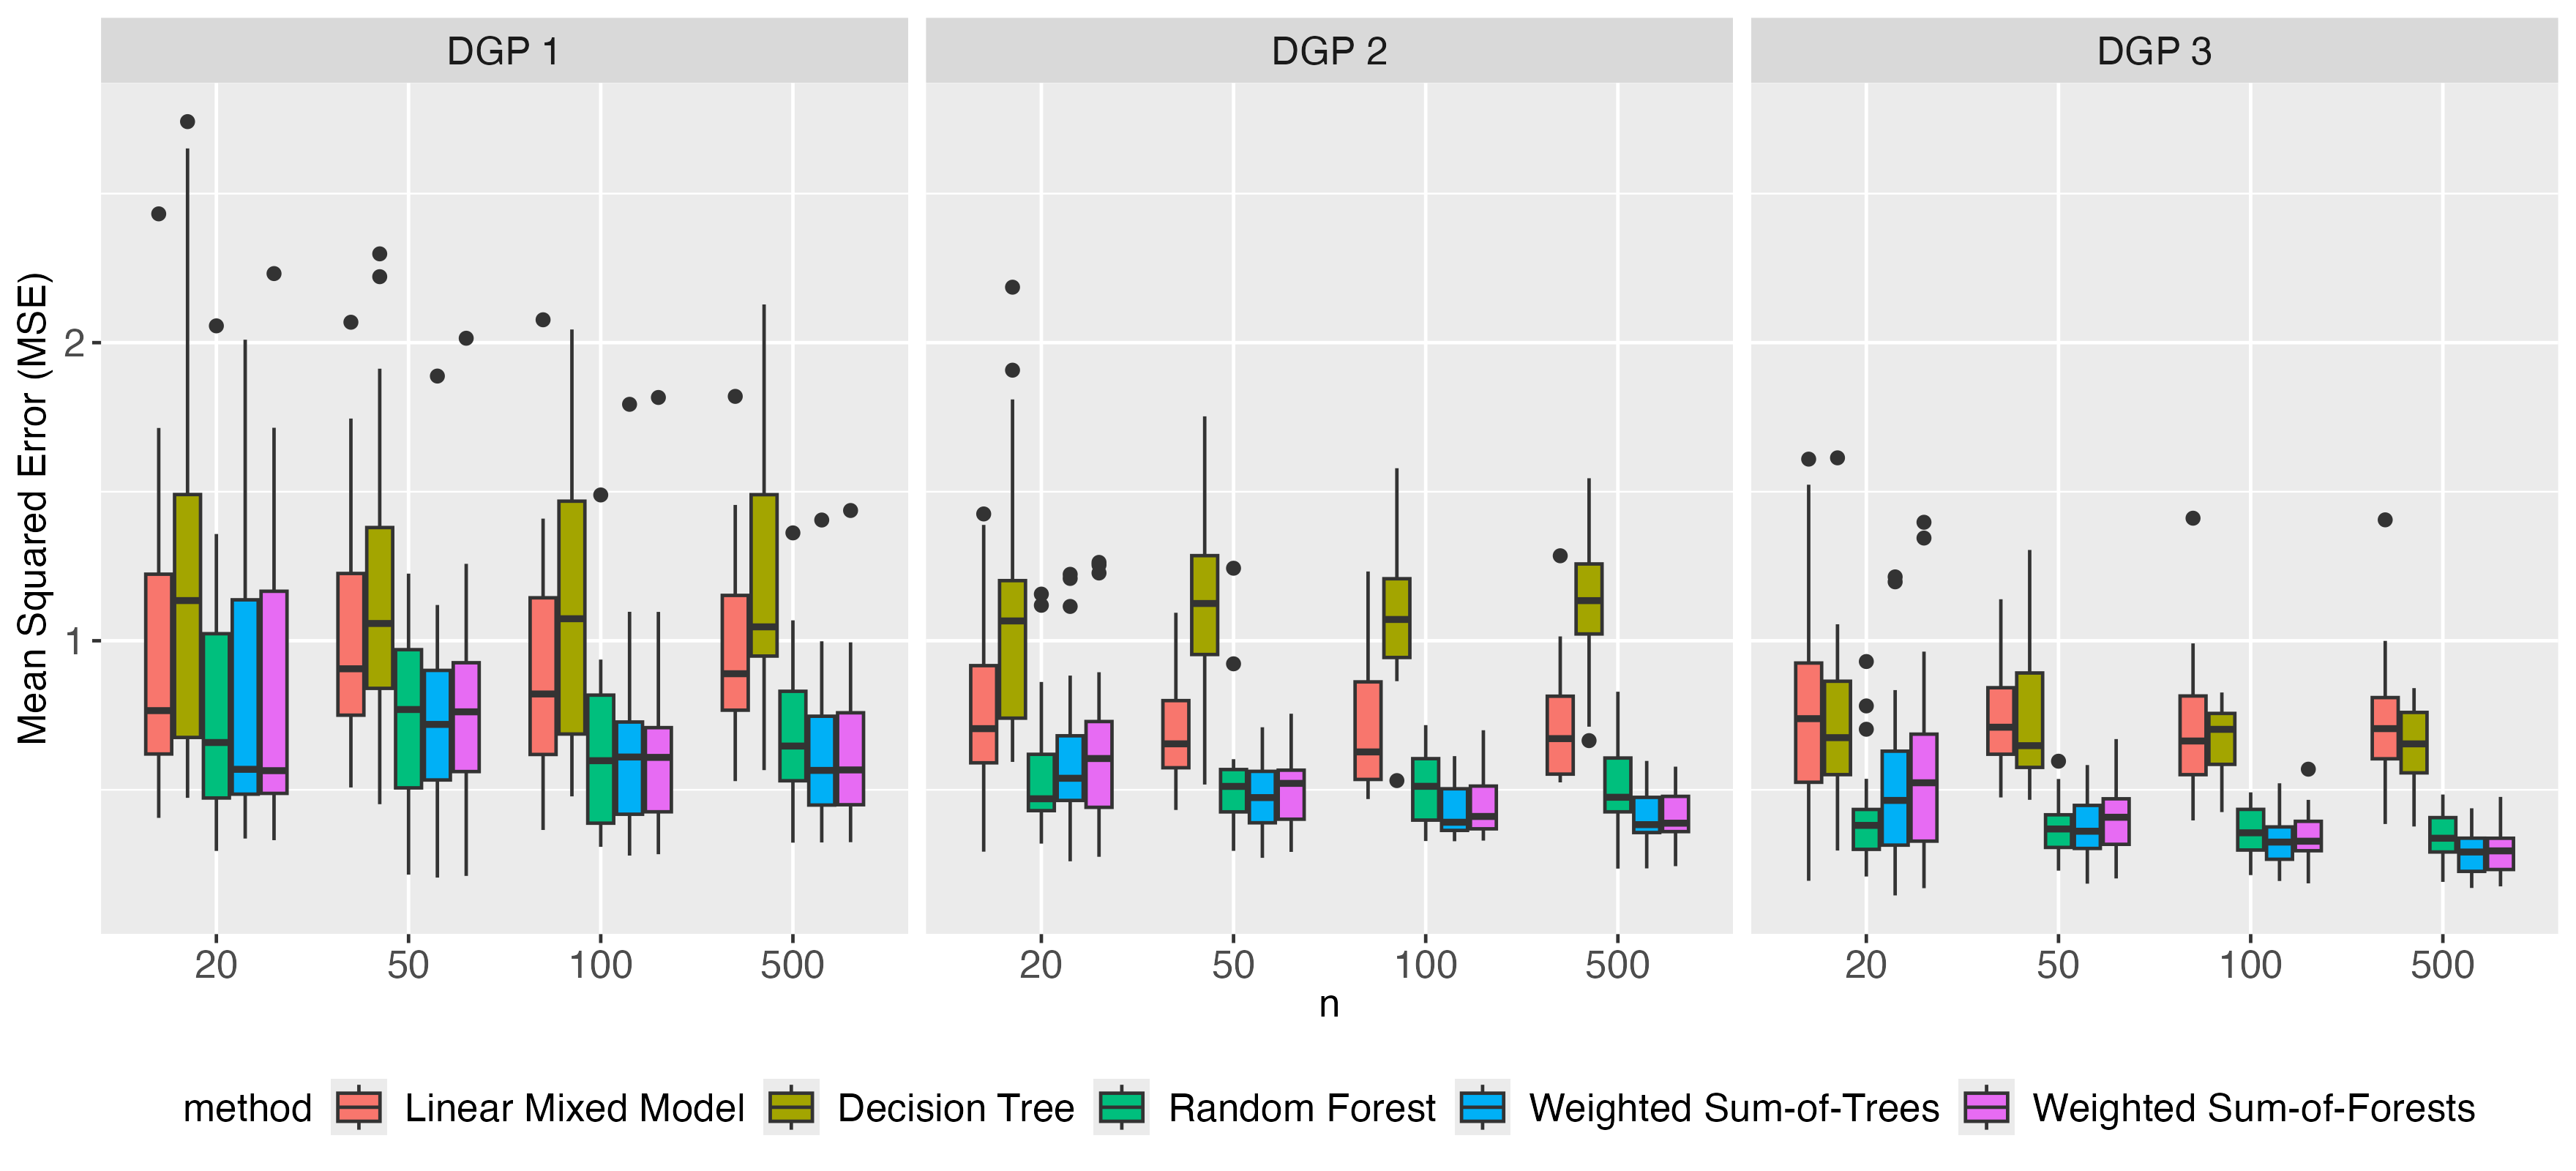 DGP 1 DGP 2 DGP 3
Mean Squared Error (MSE)
2
1
20 50 100 500 20 50 100 500 20 50 100 500
n
method Linear Mixed Model Decision Tree Random Forest Weighted Sum-of-Trees Weighted Sum-of-Forests